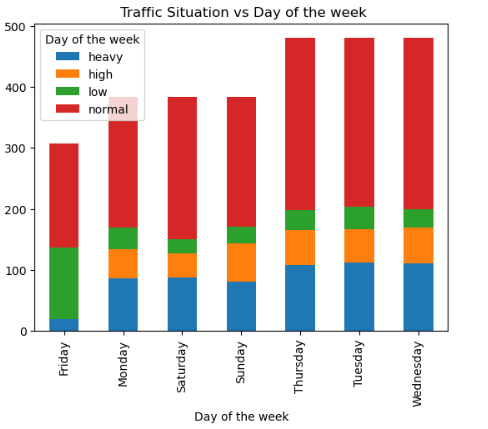 Traffic Situation vs Day of the week
500
400
300
200
100
0
Day of the week
heavy
high
low
normal
Friday
Monday
Saturday
Sunday
Thursday
Tuesday
Wednesday
Day of the week